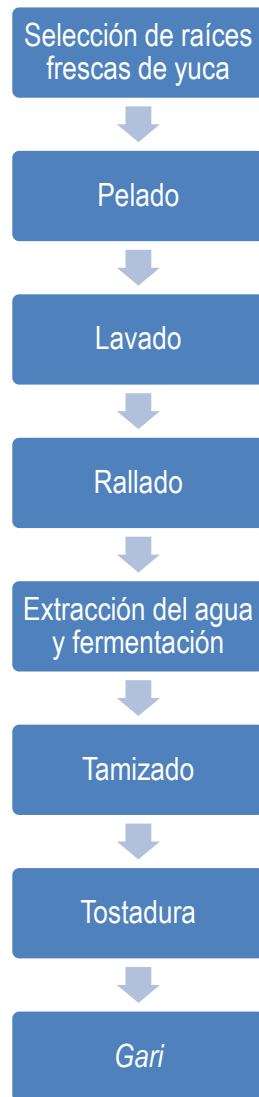 Selección de raíces
frescas de yuca
Pelado
Lavado
Rallado
Extracción del agua
y fermentación
Tamizado
Tostadura
Gari